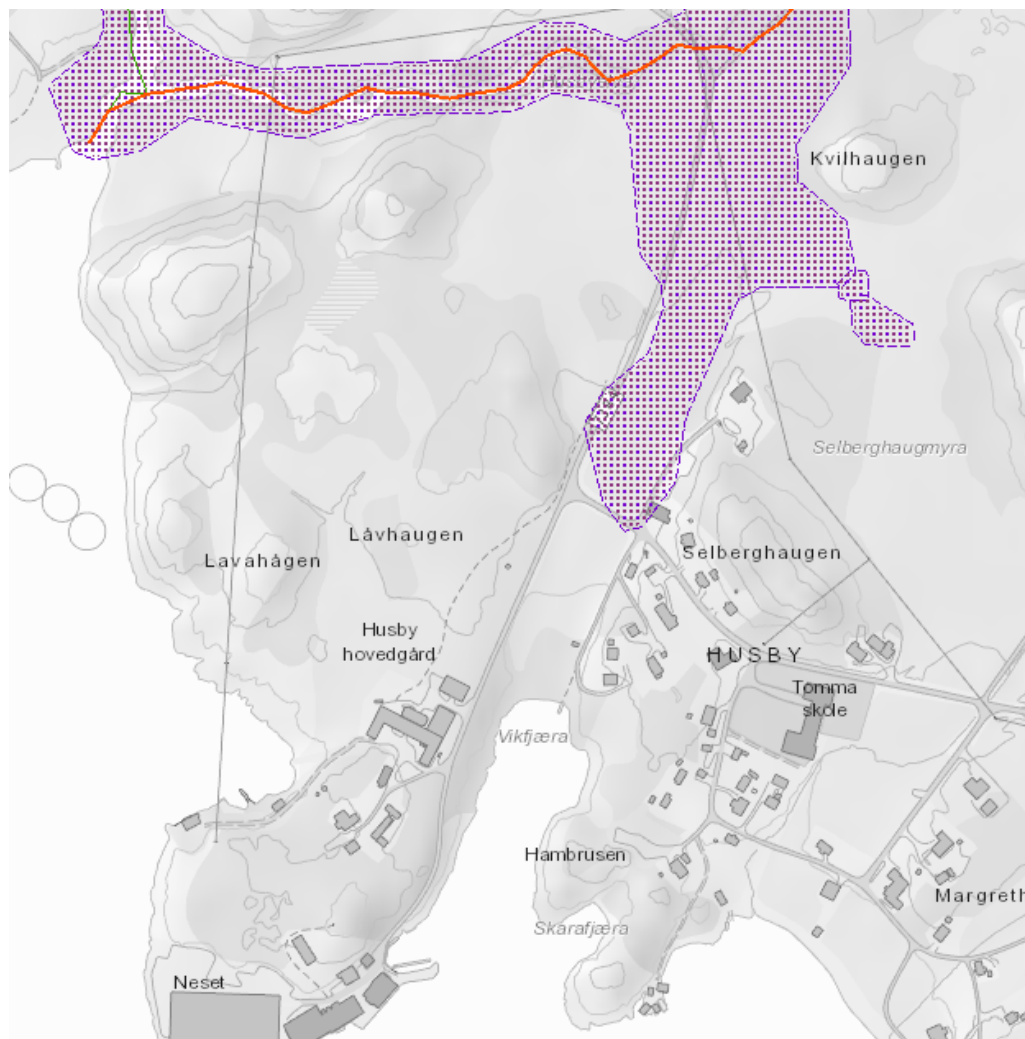 Kvilhaugen
Selberghaugmyra
Låvhaugen
Lavahågen
Selberghaugen
Husby
hovedgård
HUSBY
Tomma
skole
Vikfjæra
Hambrusen
Margreth
Skarafjæra
Neset